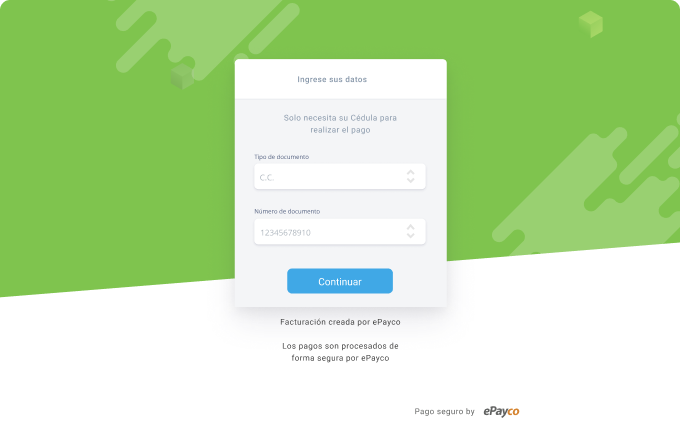 Ingrese sus datos
Solo necesita su Cédula para
realizar el pago
Tipo de documento
C.C.
Número de documento
12345678910
Continuar
Facturación creada por ePayco
Los pagos son procesados de
forma segura por ePayco
Pago seguro by ePayco